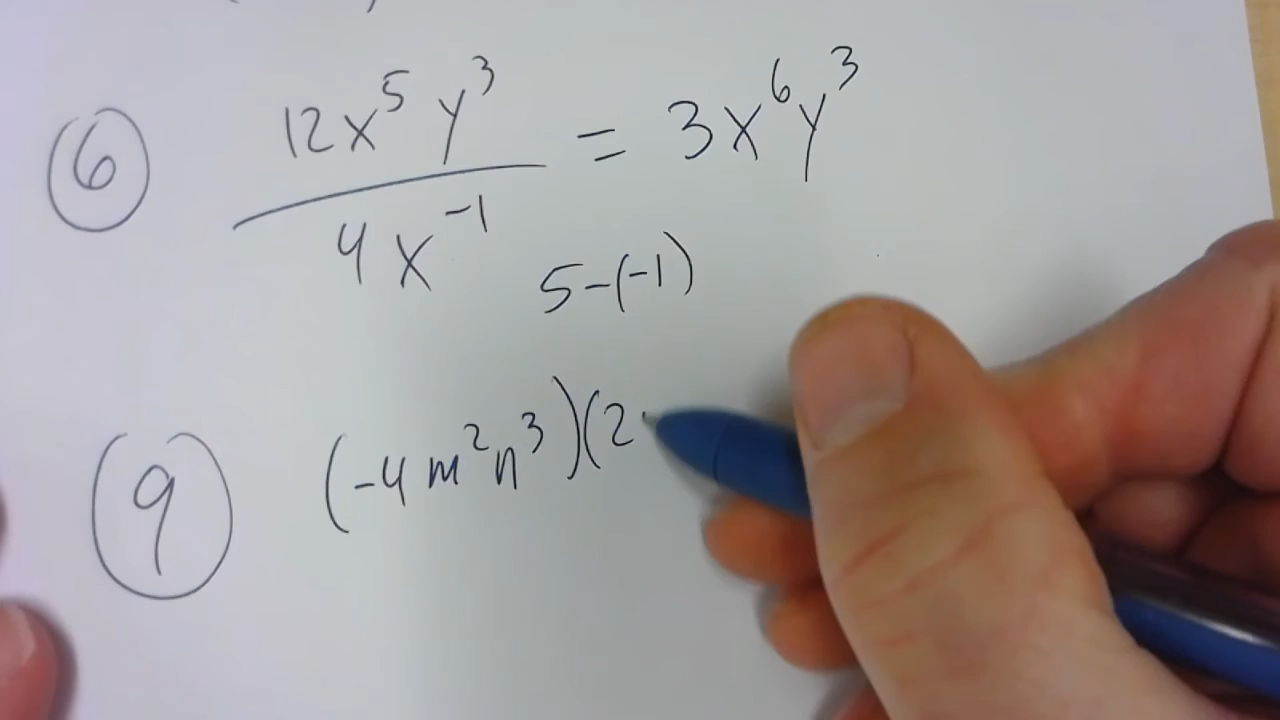 ⑥ 12x⁵y³ / 4x⁻¹ = 3x⁶y³
5-(-1)
⑨ (-4m²n³)(2